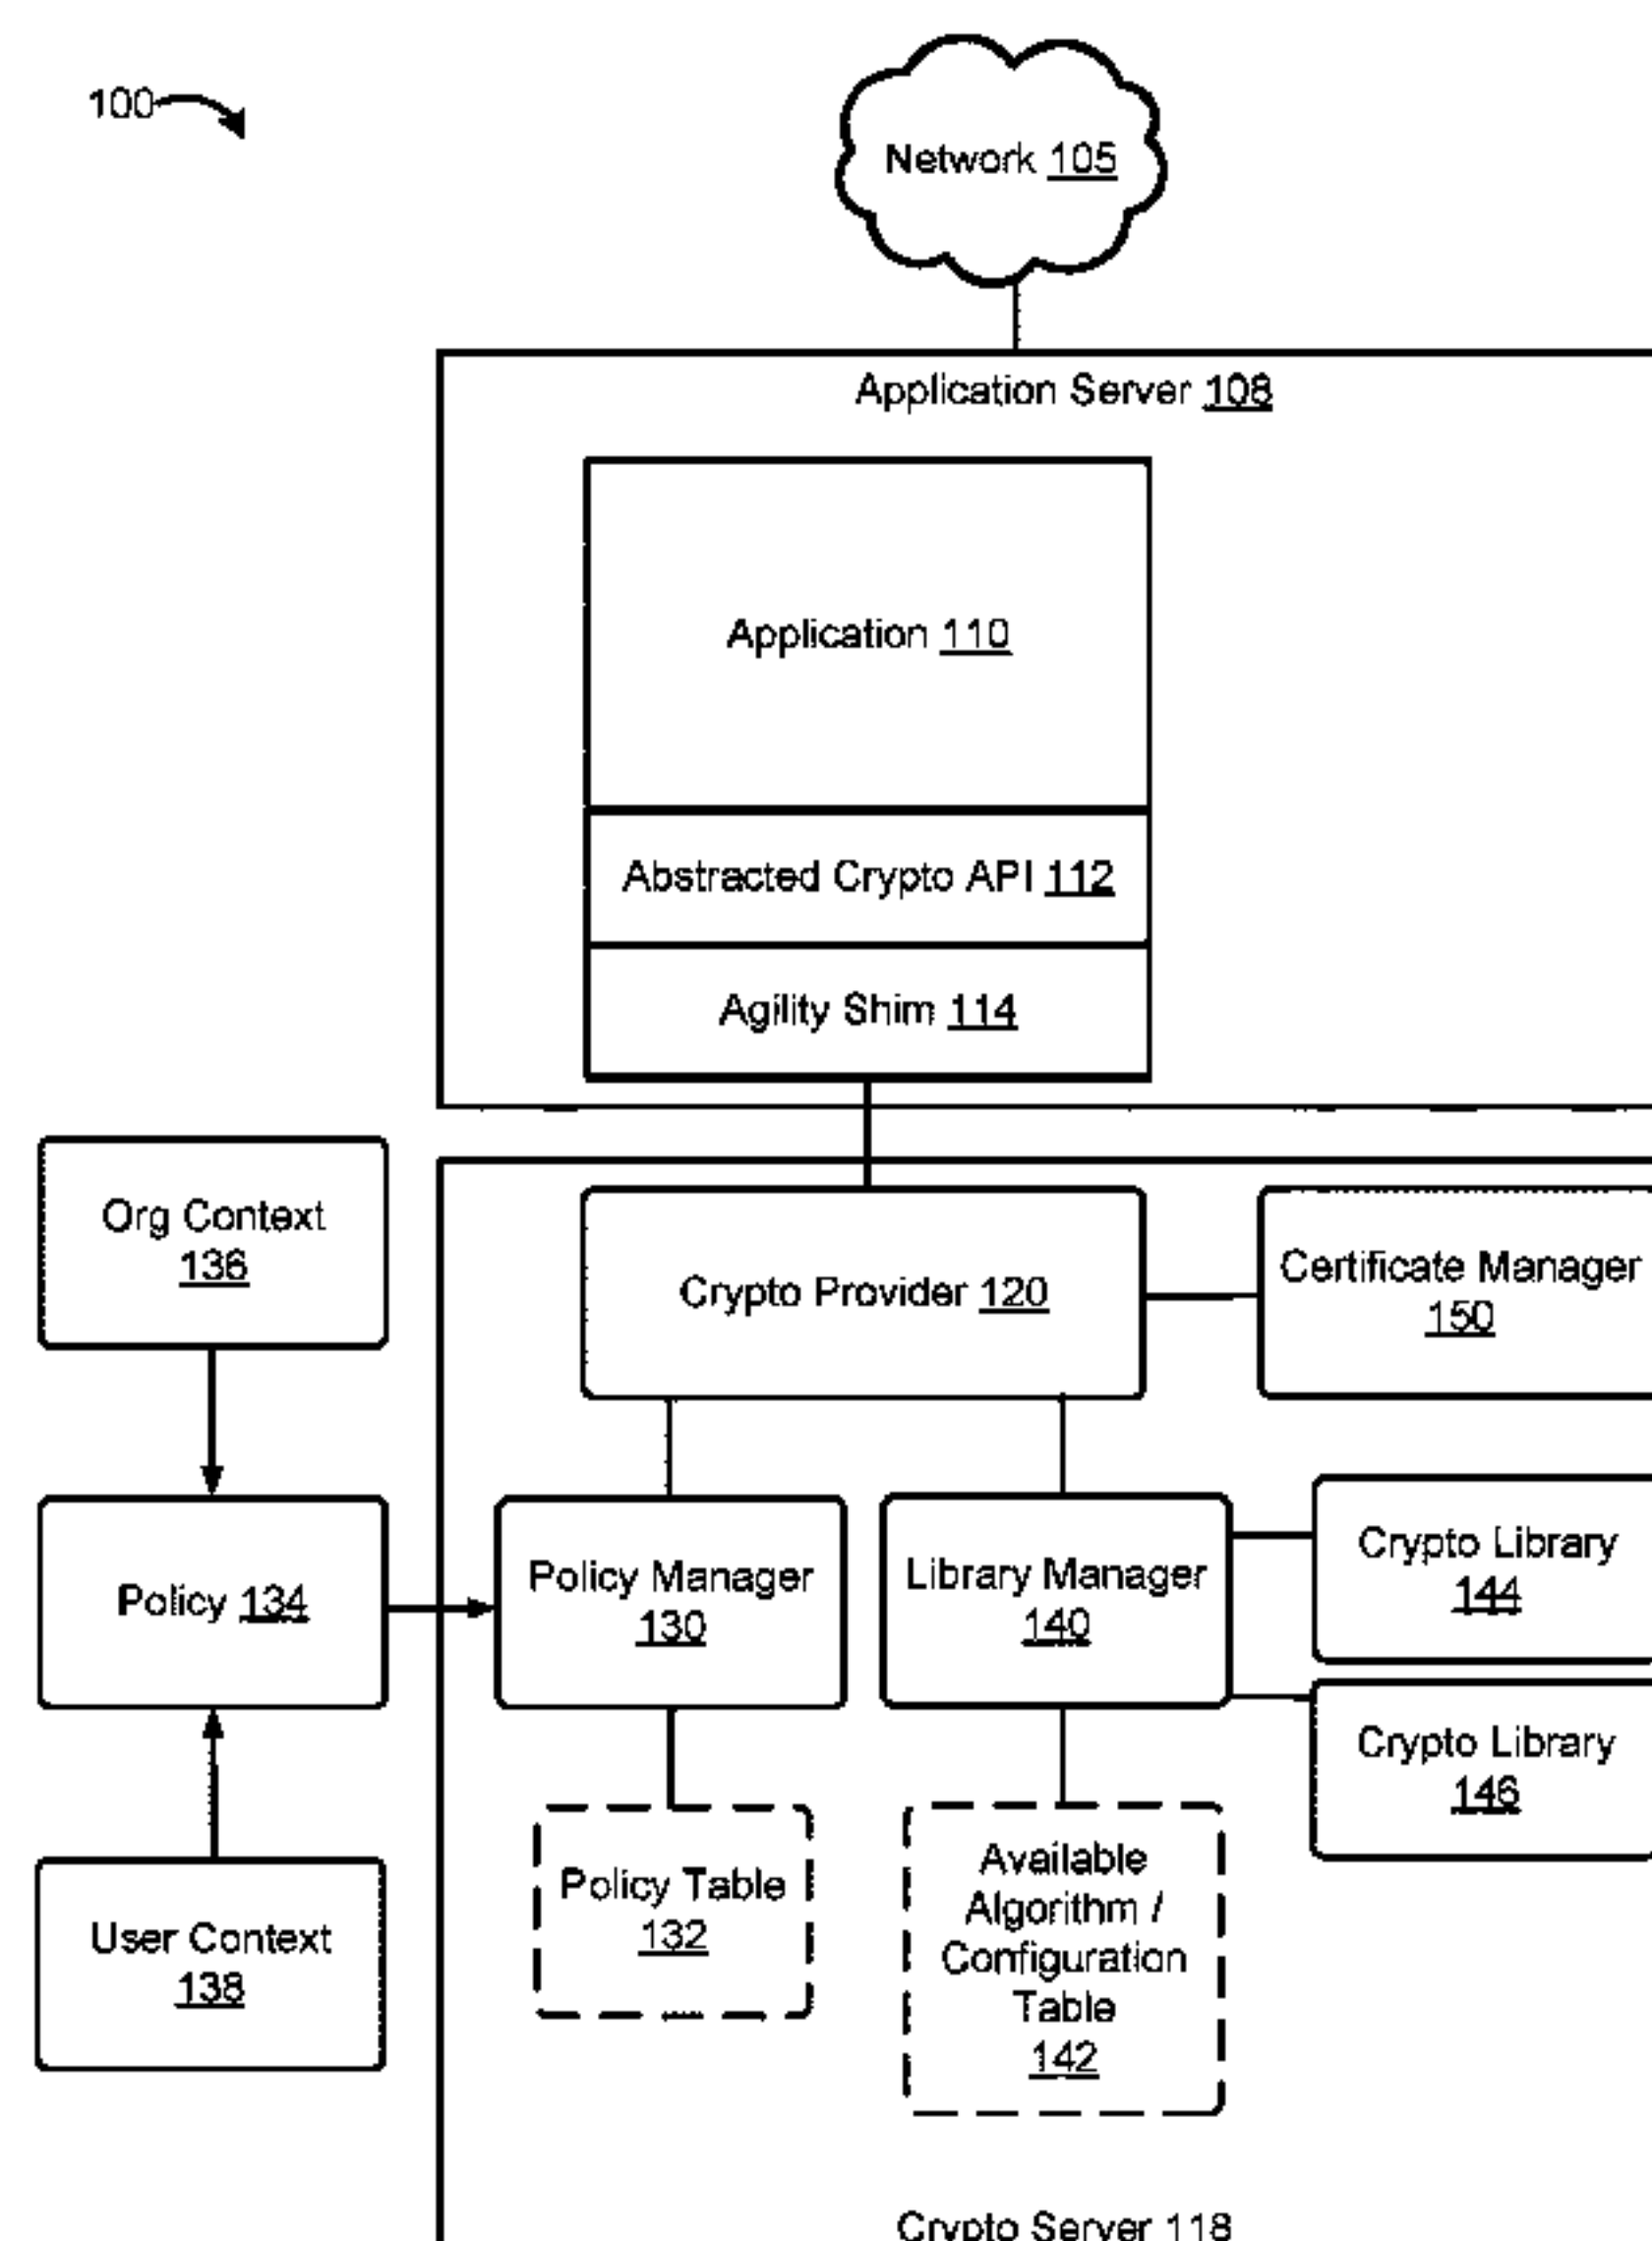 100
Network 105
Application Server 108
Application 110
Abstracted Crypto API 112
Agility Shim 114
Org Context
136
Crypto Provider 120
Certificate Manager
150
Policy 134
Policy Manager
130
Library Manager
140
Crypto Library
144
Crypto Library
146
User Context
138
Policy Table
132
Available
Algorithm /
Configuration
Table
142
Crypto Server 118